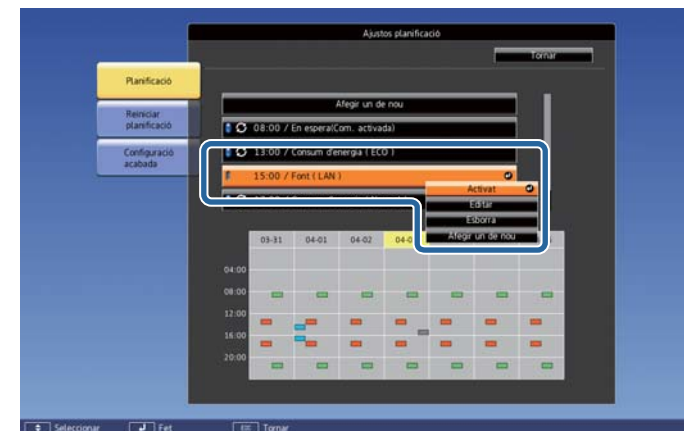 Ajustos planificació
Tornar
Planificació
Reiniciar
planificació
Configuració
acabada
Afegir un de nou
08:00 / En espera(Com. activada)
13:00 / Consum d'energia ( ECO )
15:00 / Font ( LAN )
Activat
Editar
Esborra
Afegir un de nou
03-31 04-01 04-02
04:00
08:00
12:00
16:00
20:00
Seleccionar Fet Esc Tornar